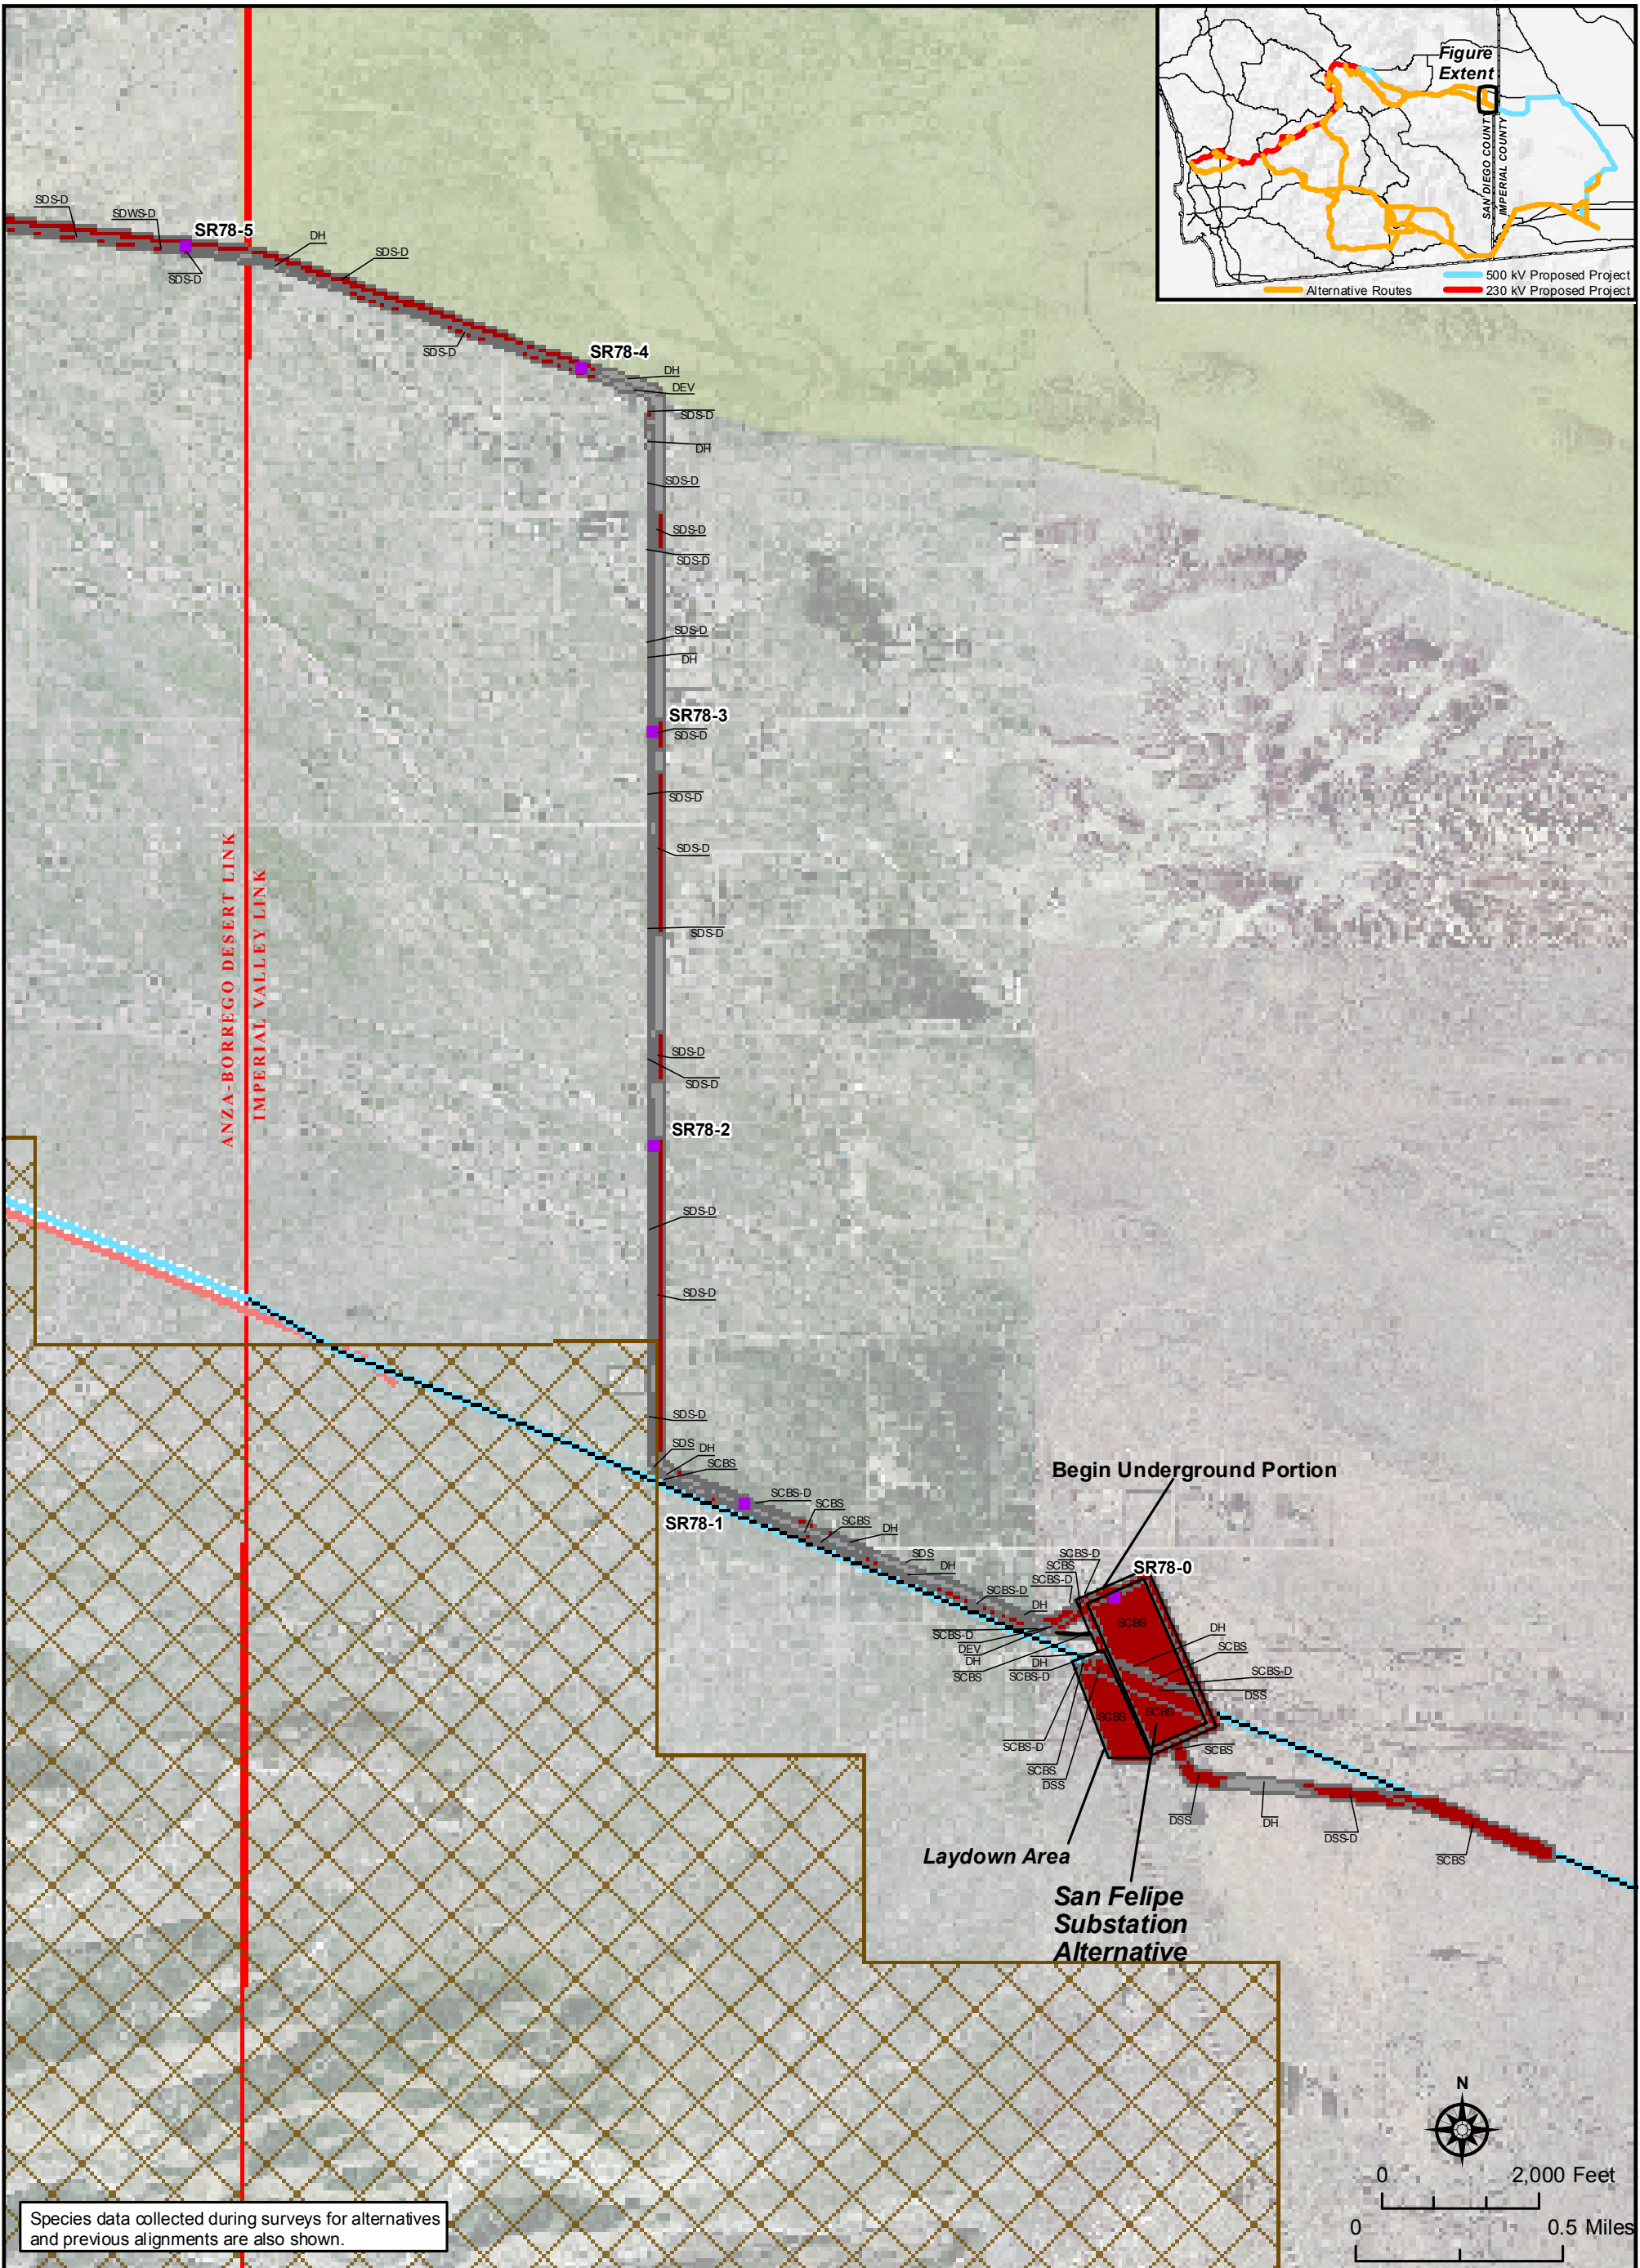 Figure
Extent
SAN DIEGO COUNTY
IMPERIAL COUNTY
500 kV Proposed Project
Alternative Routes
230 kV Proposed Project
SDS-D
SDWS-D
SR78-5
SDS-D
DH
SDS-D
SDS-D
SR78-4
DH
DEV
SDS-D
DH
SDS-D
SDS-D
SDS-D
SDS-D
DH
SR78-3
SDS-D
SDS-D
SDS-D
SDS-D
ANZA-BORREGO DESERT LINK
IMPERIAL VALLEY LINK
SDS-D
SDS-D
SR78-2
SDS-D
SDS-D
SDS-D
SDS
DH
SCBS
SCBS-D
SR78-1
SCBS
SCBS
DH
SDS
DH
SCBS-D
DH
Begin Underground Portion
SCBS-D
SCBS
SCBS-D
SR78-0
SCBS
SCBS-D
DEV
DH
SCBS
DH
SCBS-D
DH
SCBS
SCBS-D
DSS
SCBS
SCBS
SCBS-D
SCBS
DSS
SCBS
DSS
DH
DSS-D
SCBS
Laydown Area
San Felipe
Substation
Alternative
N
0 2,000 Feet
0 0.5 Miles
Species data collected during surveys for alternatives
and previous alignments are also shown.